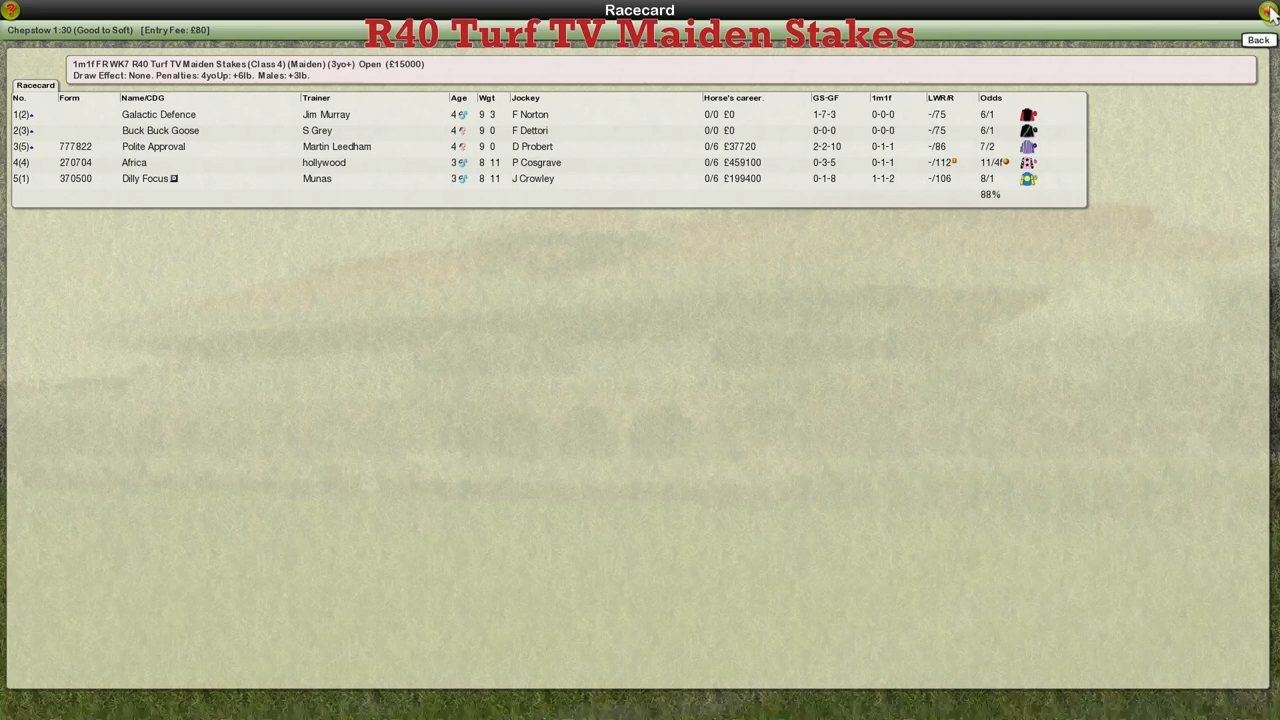 Racecard
R40 Turf TV Maiden Stakes
Chepstow 1:30 (Good to Soft) [Entry Fee: £80]
Back
1m1f FR WK7 R40 Turf TV Maiden Stakes (Class 4) (Maiden) (3yo+) Open (£15000)
Draw Effect: None. Penalties: 4yoUp: +6lb. Males: +3lb.
Racecard
No. Form Name/CDG Trainer Age Wgt Jockey Horse's career. GS-GF 1m1f LWR/R Odds
1(2) Galactic Defence Jim Murray 4 9 3 F Norton 0/0 £0 1-7-3 0-0-0 -/75 6/1
2(3) Buck Buck Goose S Grey 4 9 0 F Dettori 0/0 £0 0-0-0 0-0-0 -/75 6/1
3(5) 777822 Polite Approval Martin Leedham 4 9 0 D Probert 0/6 £37720 2-2-10 0-1-1 -/86 7/2
4(4) 270704 Africa hollywood 3 8 11 P Cosgrave 0/6 £459100 0-3-5 0-1-1 -/112 11/4f
5(1) 370500 Dilly Focus Munas 3 8 11 J Crowley 0/6 £199400 0-1-8 1-1-2 -/106 8/1
88%